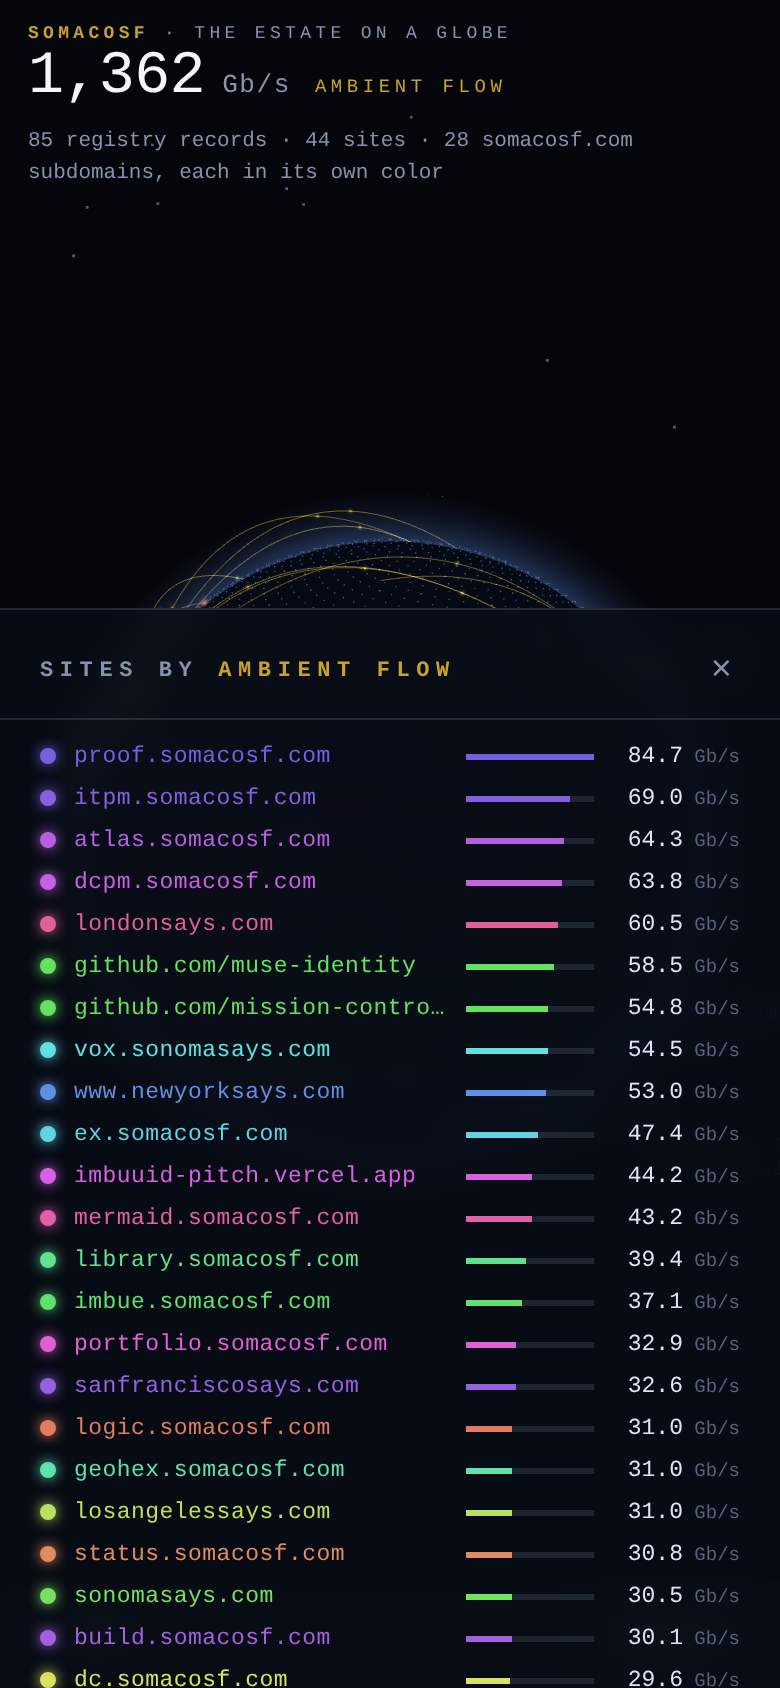 SOMACOSF · THE ESTATE ON A GLOBE
1,362 Gb/s AMBIENT FLOW
85 registry records · 44 sites · 28 somacosf.com
subdomains, each in its own color
SITES BY AMBIENT FLOW ×
proof.somacosf.com 84.7 Gb/s
itpm.somacosf.com 69.0 Gb/s
atlas.somacosf.com 64.3 Gb/s
dcpm.somacosf.com 63.8 Gb/s
londonsays.com 60.5 Gb/s
github.com/muse-identity 58.5 Gb/s
github.com/mission-contro… 54.8 Gb/s
vox.sonomasays.com 54.5 Gb/s
www.newyorksays.com 53.0 Gb/s
ex.somacosf.com 47.4 Gb/s
imbuuid-pitch.vercel.app 44.2 Gb/s
mermaid.somacosf.com 43.2 Gb/s
library.somacosf.com 39.4 Gb/s
imbue.somacosf.com 37.1 Gb/s
portfolio.somacosf.com 32.9 Gb/s
sanfranciscosays.com 32.6 Gb/s
logic.somacosf.com 31.0 Gb/s
geohex.somacosf.com 31.0 Gb/s
losangelessays.com 31.0 Gb/s
status.somacosf.com 30.8 Gb/s
sonomasays.com 30.5 Gb/s
build.somacosf.com 30.1 Gb/s
dc.somacosf.com 29.6 Gb/s